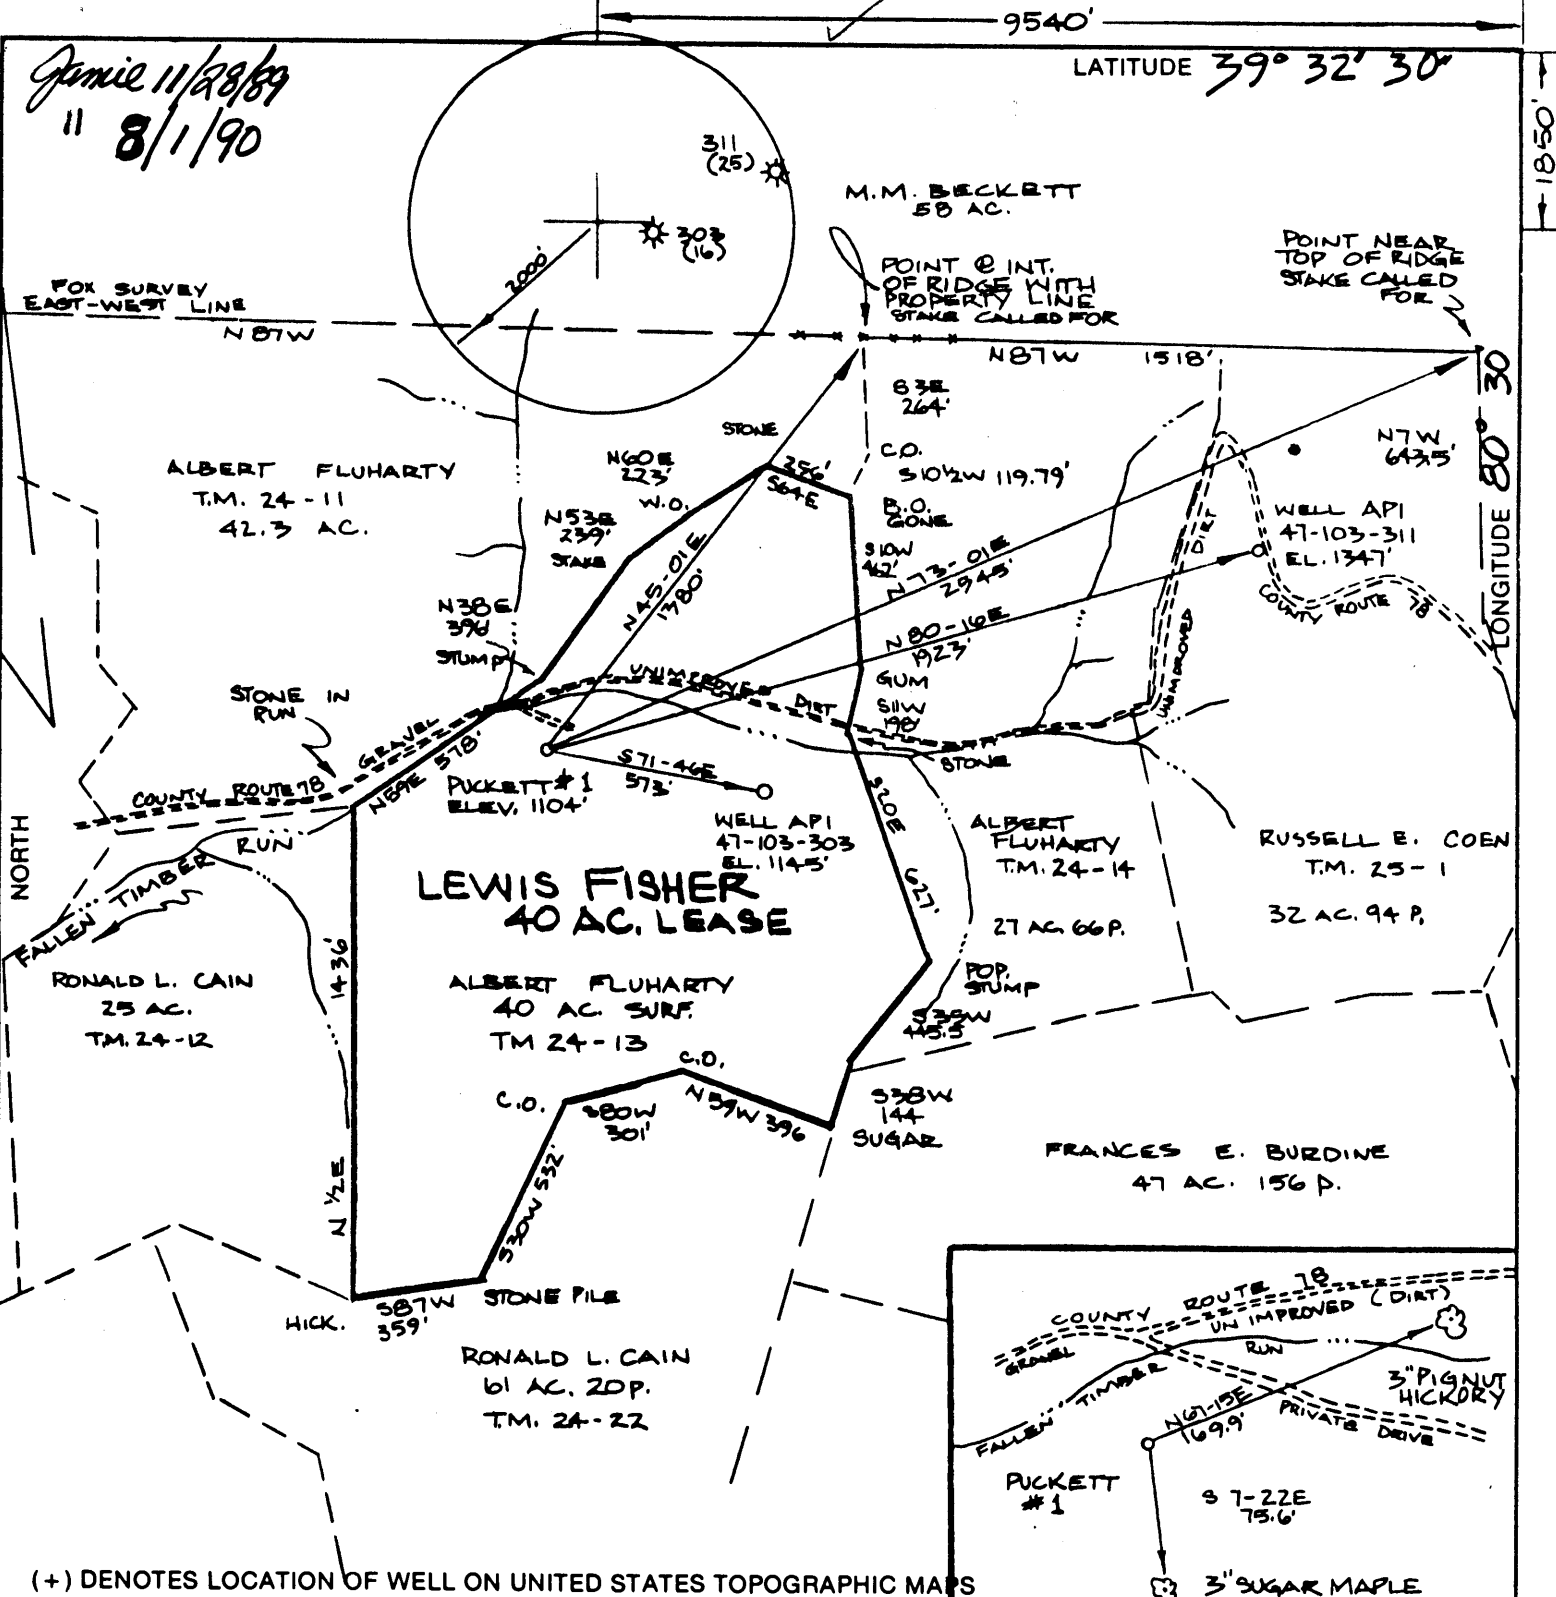 9540'
Jamie 11/28/89
" 8/1/90
LATITUDE 39° 32' 30"
1850'
311
(25)
303
(16)
2000'
M.M. BECKETT
58 AC.
POINT @ INT.
OF RIDGE WITH
PROPERTY LINE
STAKE CALLED FOR
POINT NEAR
TOP OF RIDGE
STAKE CALLED
FOR
FOX SURVEY
EAST-WEST LINE
N87W
N87W 1518'
LONGITUDE 80° 30
S3E
264'
STONE
C.O.
S10½W 119.79'
N7W
643.5'
ALBERT FLUHARTY
T.M. 24-11
42.3 AC.
N60E
223'
W.O.
256'
S64E
B.O.
GONE
N53E
239'
STAKE
S10W
462'
WELL API
47-103-311
EL. 1347'
COUNTY ROUTE 78
DIRT
UNIMPROVED
N45-01E
1380'
N73-01E
2545'
N80-16E
1923'
N38E
396'
STUMP
GUM
S11W
198'
STONE IN
RUN
UNIMPROVED DIRT
STONE
GRAVEL
COUNTY ROUTE 78
N59E 578'
PUCKETT #1
ELEV. 1104'
S71-46E
573'
WELL API
47-103-303
EL. 1145'
S20E
627'
NORTH
FALLEN TIMBER RUN
ALBERT
FLUHARTY
T.M. 24-14
27 AC. 66P.
RUSSELL E. COEN
T.M. 25-1
32 AC. 94 P.
LEWIS FISHER
40 AC. LEASE
RONALD L. CAIN
25 AC.
T.M. 24-12
N ½E 1436'
ALBERT FLUHARTY
40 AC. SURF.
TM 24-13
POP.
STUMP
S35W
445.5
C.O.
C.O.
S80W
301'
N59W 396
S38W
144
SUGAR
FRANCES E. BURDINE
47 AC. 156 P.
S30W 532'
HICK.
S87W
359'
STONE PILE
RONALD L. CAIN
61 AC. 20P.
T.M. 24-22
COUNTY ROUTE 78
UNIMPROVED (DIRT)
GRAVEL
FALLEN TIMBER RUN
3" PIGNUT
HICKORY
N67-15E
169.9'
PRIVATE DRIVE
PUCKETT
#1
S 7-22E
75.6'
3" SUGAR MAPLE
(+) DENOTES LOCATION OF WELL ON UNITED STATES TOPOGRAPHIC MAPS